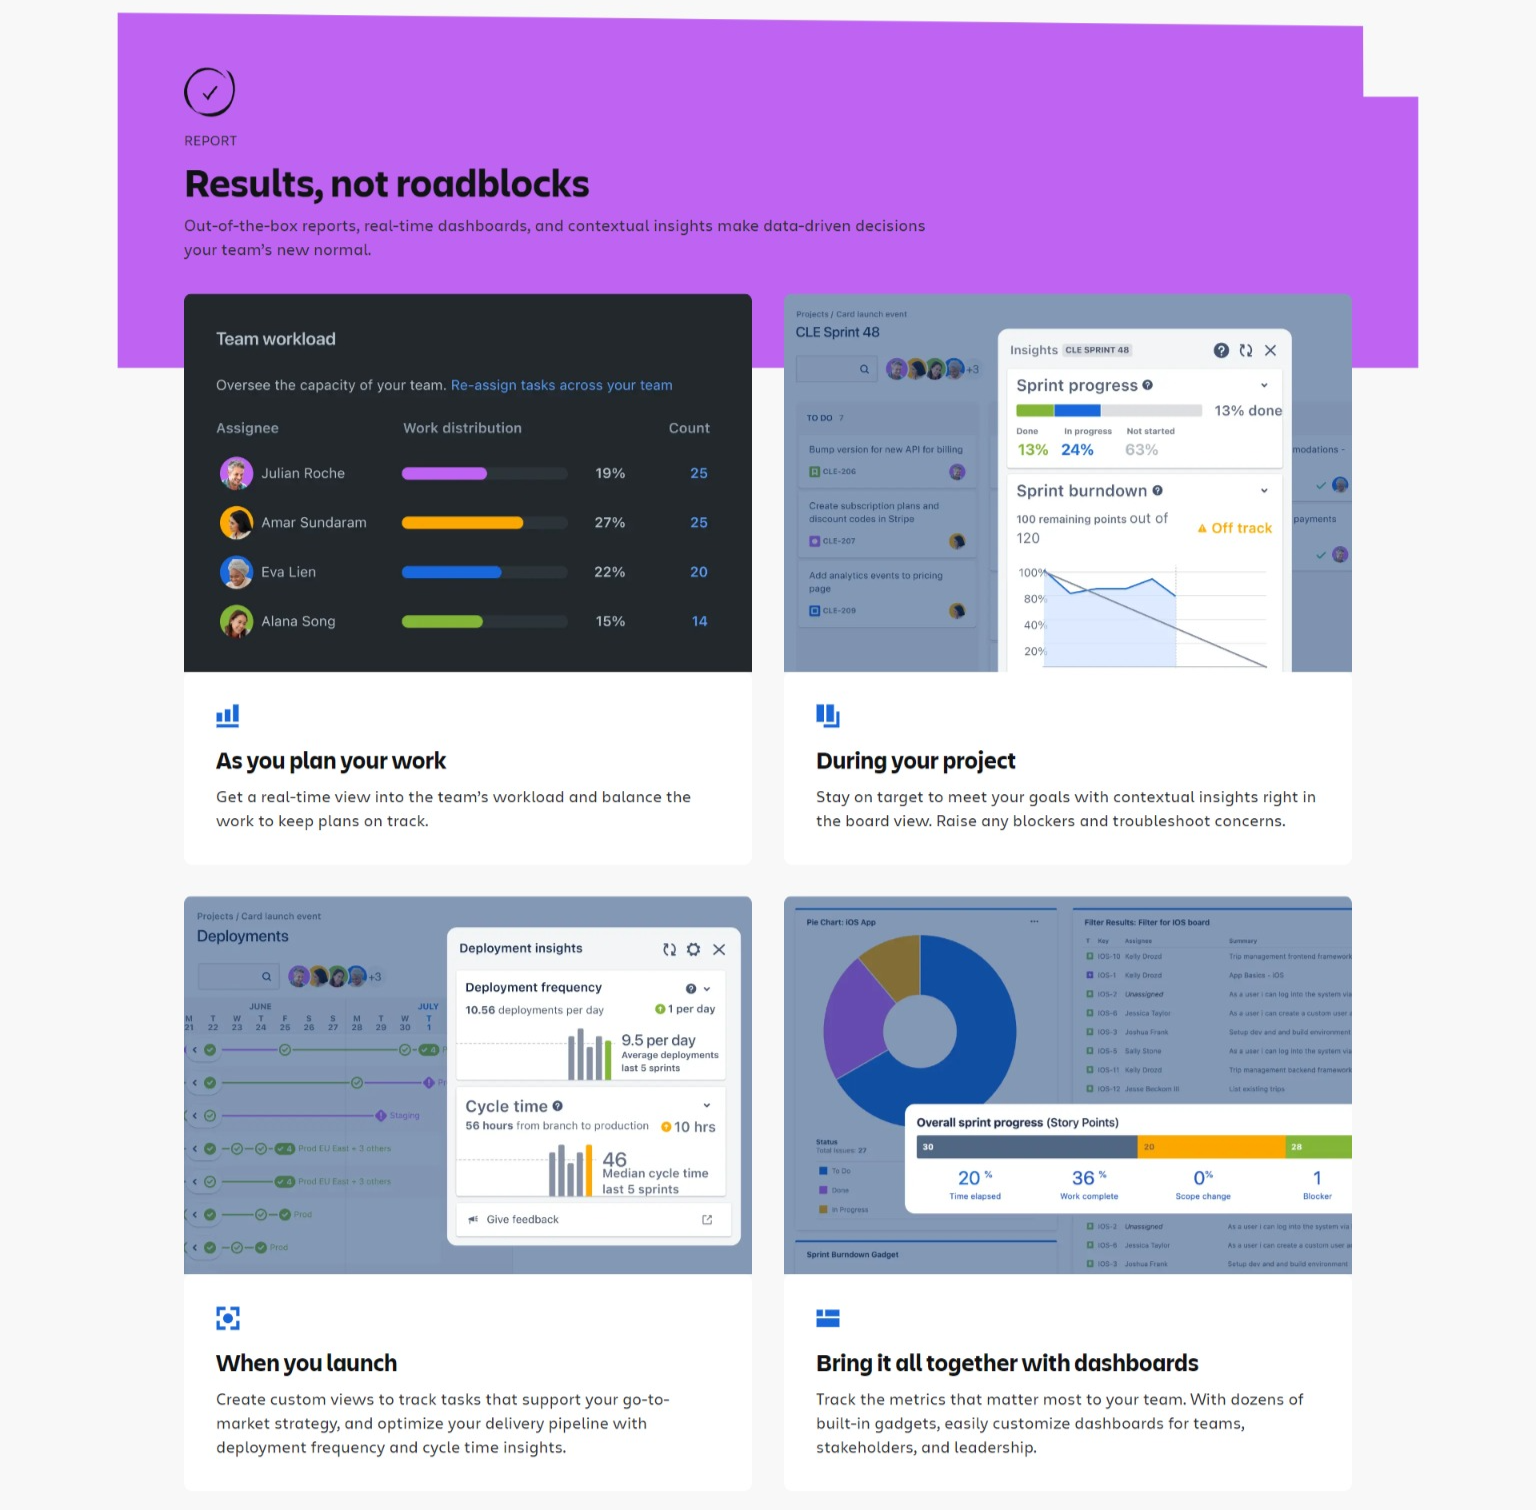 REPORT
Results, not roadblocks
Out-of-the-box reports, real-time dashboards, and contextual insights make data-driven decisions
your team's new normal.
Team workload
Oversee the capacity of your team. Re-assign tasks across your team
Assignee Work distribution Count
Julian Roche 19% 25
Amar Sundaram 27% 25
Eva Lien 22% 20
Alana Song 15% 14
As you plan your work
Get a real-time view into the team's workload and balance the
work to keep plans on track.
Projects / Card launch event
CLE Sprint 48
+3
TO DO 7
Bump version for new API for billing
CLE-206
Create subscription plans and
discount codes in Stripe
CLE-207
Add analytics events to pricing
page
CLE-209
modations -
payments
Insights CLE SPRINT 48
Sprint progress
13% done
Done In progress Not started
13% 24% 63%
Sprint burndown
100 remaining points out of
120
Off track
100%
80%
40%
20%
During your project
Stay on target to meet your goals with contextual insights right in
the board view. Raise any blockers and troubleshoot concerns.
Projects / Card launch event
Deployments
+3
JUNE JULY
M T W T F S S M T W T
21 22 23 24 25 26 27 28 29 30 1
4 P
Pr
Staging
4 Prod EU East + 3 others
4 Prod EU East + 3 others
Prod
Prod
Deployment insights
Deployment frequency
10.56 deployments per day 1 per day
9.5 per day
Average deployments
last 5 sprints
Cycle time
56 hours from branch to production 10 hrs
46
Median cycle time
last 5 sprints
Give feedback
When you launch
Create custom views to track tasks that support your go-to-
market strategy, and optimize your delivery pipeline with
deployment frequency and cycle time insights.
Pie Chart: iOS App
Status
Total Issues: 27
To Do
Done
In Progress
Sprint Burndown Gadget
Filter Results: Filter for IOS board
T Key Assignee Summary
IOS-10 Kelly Drozd Trip management frontend framework
IOS-1 Kelly Drozd App Basics - iOS
IOS-2 Unassigned As a user I can log into the system via
IOS-6 Jessica Taylor As a user I can create a custom user a
IOS-3 Joshua Frank Setup dev and and build environment
IOS-5 Sally Stone As a user I can log into the system via
IOS-11 Kelly Drozd Trip management backend framework
IOS-12 Jesse Beckum III List existing trips
Overall sprint progress (Story Points)
30 20 28
20 % 36 % 0% 1
Time elapsed Work complete Scope change Blocker
IOS-2 Unassigned As a user I can log into the system via
IOS-6 Jessica Taylor As a user I can create a custom user a
IOS-3 Joshua Frank Setup dev and and build environment
Bring it all together with dashboards
Track the metrics that matter most to your team. With dozens of
built-in gadgets, easily customize dashboards for teams,
stakeholders, and leadership.